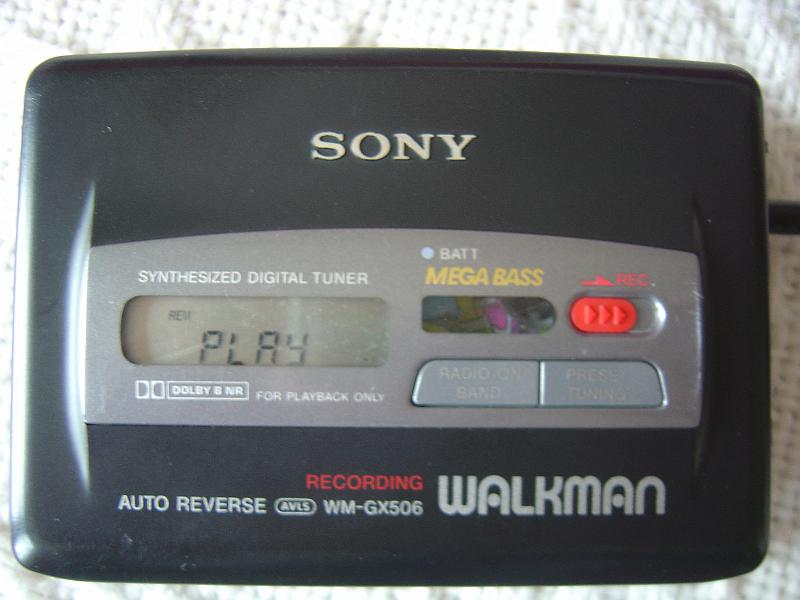 SONY
BATT
SYNTHESIZED DIGITAL TUNER
MEGA BASS
REC
REV
PLAY
RADIO ON
BAND
PRESET
TUNING
DOLBY B NR FOR PLAYBACK ONLY
RECORDING
AUTO REVERSE AVLS WM-GX506 WALKMAN